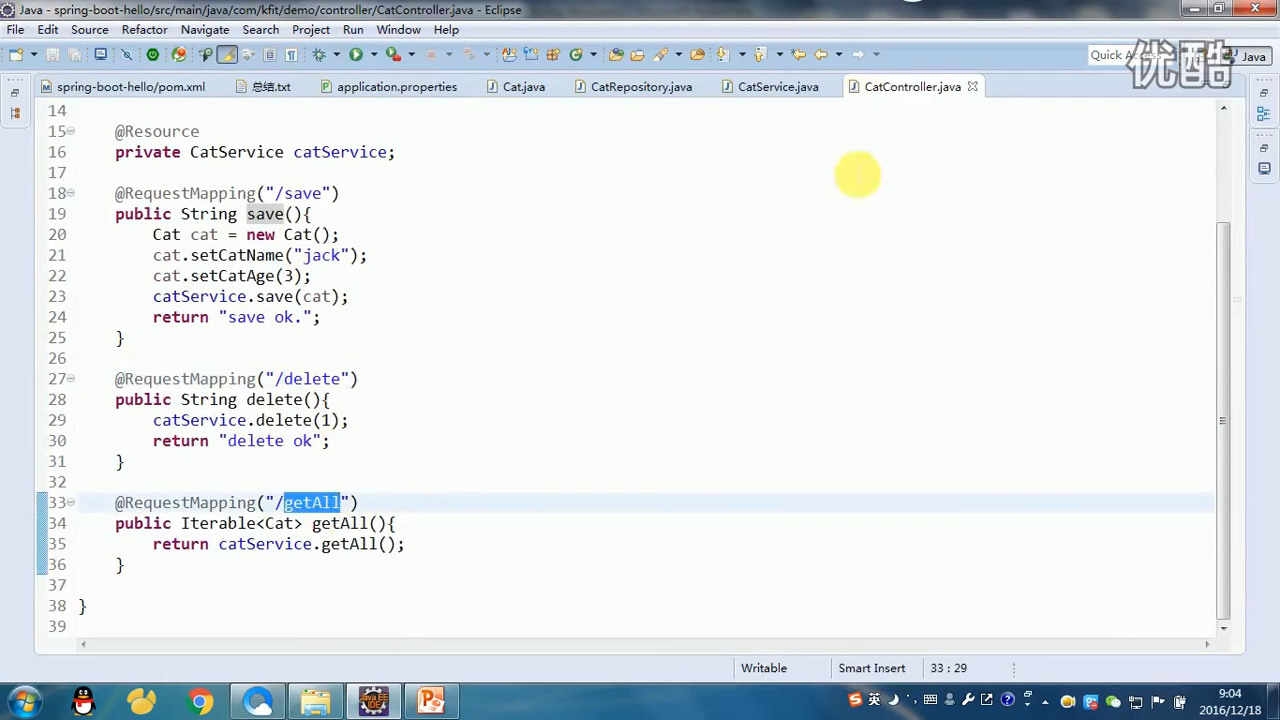 Java - spring-boot-hello/src/main/java/com/kfit/demo/controller/CatController.java - Eclipse
File Edit Source Refactor Navigate Search Project Run Window Help
Quick Access Java
优酷
spring-boot-hello/pom.xml 总结.txt application.properties Cat.java CatRepository.java CatService.java CatController.java
14
15 @Resource
16 private CatService catService;
17
18 @RequestMapping("/save")
19 public String save(){
20 Cat cat = new Cat();
21 cat.setCatName("jack");
22 cat.setCatAge(3);
23 catService.save(cat);
24 return "save ok.";
25 }
26
27 @RequestMapping("/delete")
28 public String delete(){
29 catService.delete(1);
30 return "delete ok";
31 }
32
33 @RequestMapping("/getAll")
34 public Iterable<Cat> getAll(){
35 return catService.getAll();
36 }
37
38 }
39
Writable Smart Insert 33 : 29
Java EE IDE
英
9:04
2016/12/18